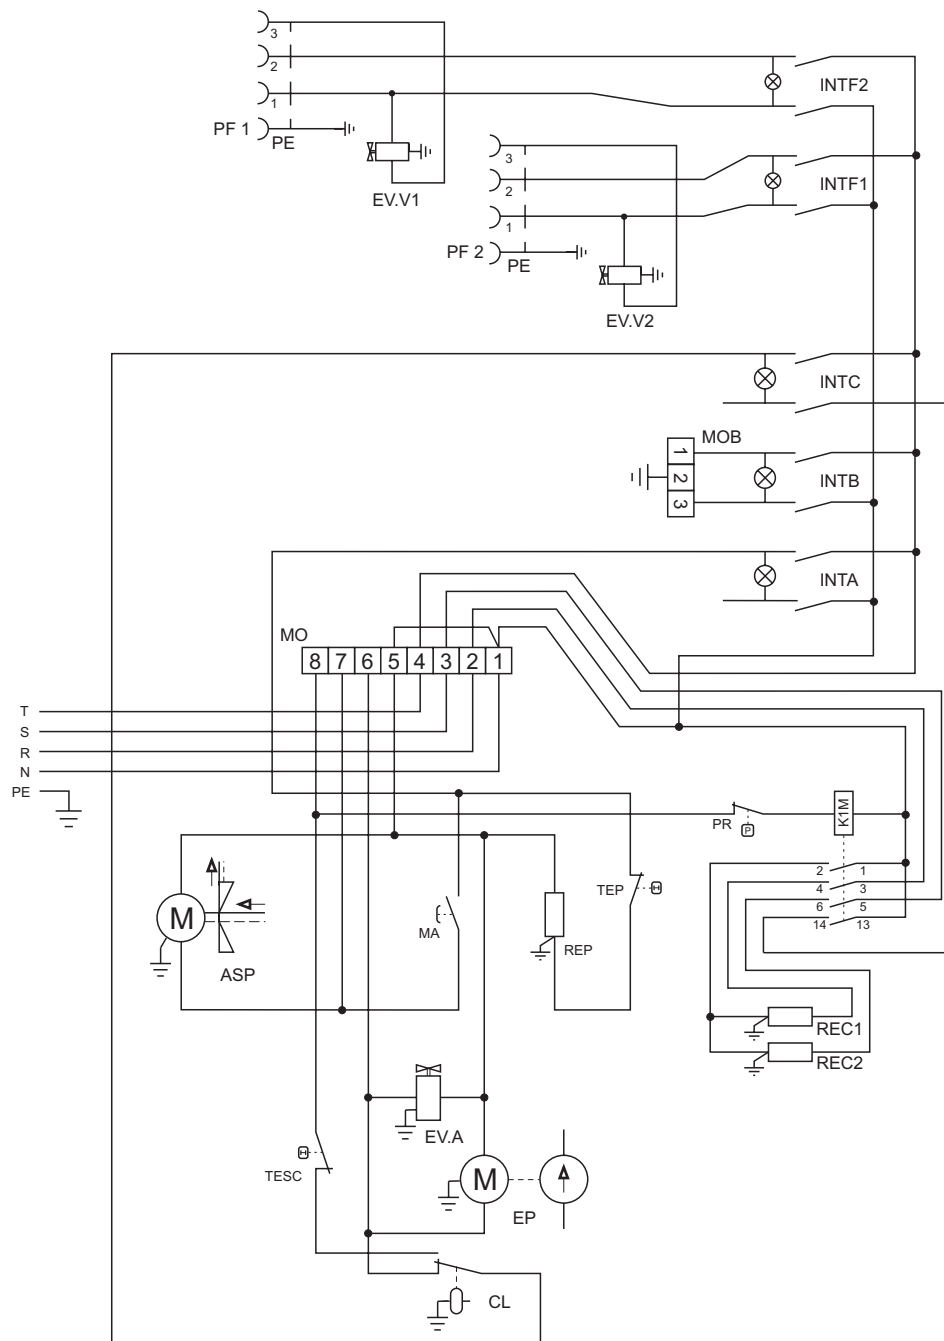 3
2
1
PF 1
PE
EV.V1
INTF2
3
2
1
PF 2
PE
EV.V2
INTF1
INTC
MOB
1
2
3
INTB
INTA
MO
8 7 6 5 4 3 2 1
T
S
R
N
PE
PR
P
K1M
2 1
4 3
6 5
14 13
M
ASP
MA
REP
TEP
REC1
REC2
EV.A
TESC
M
EP
CL